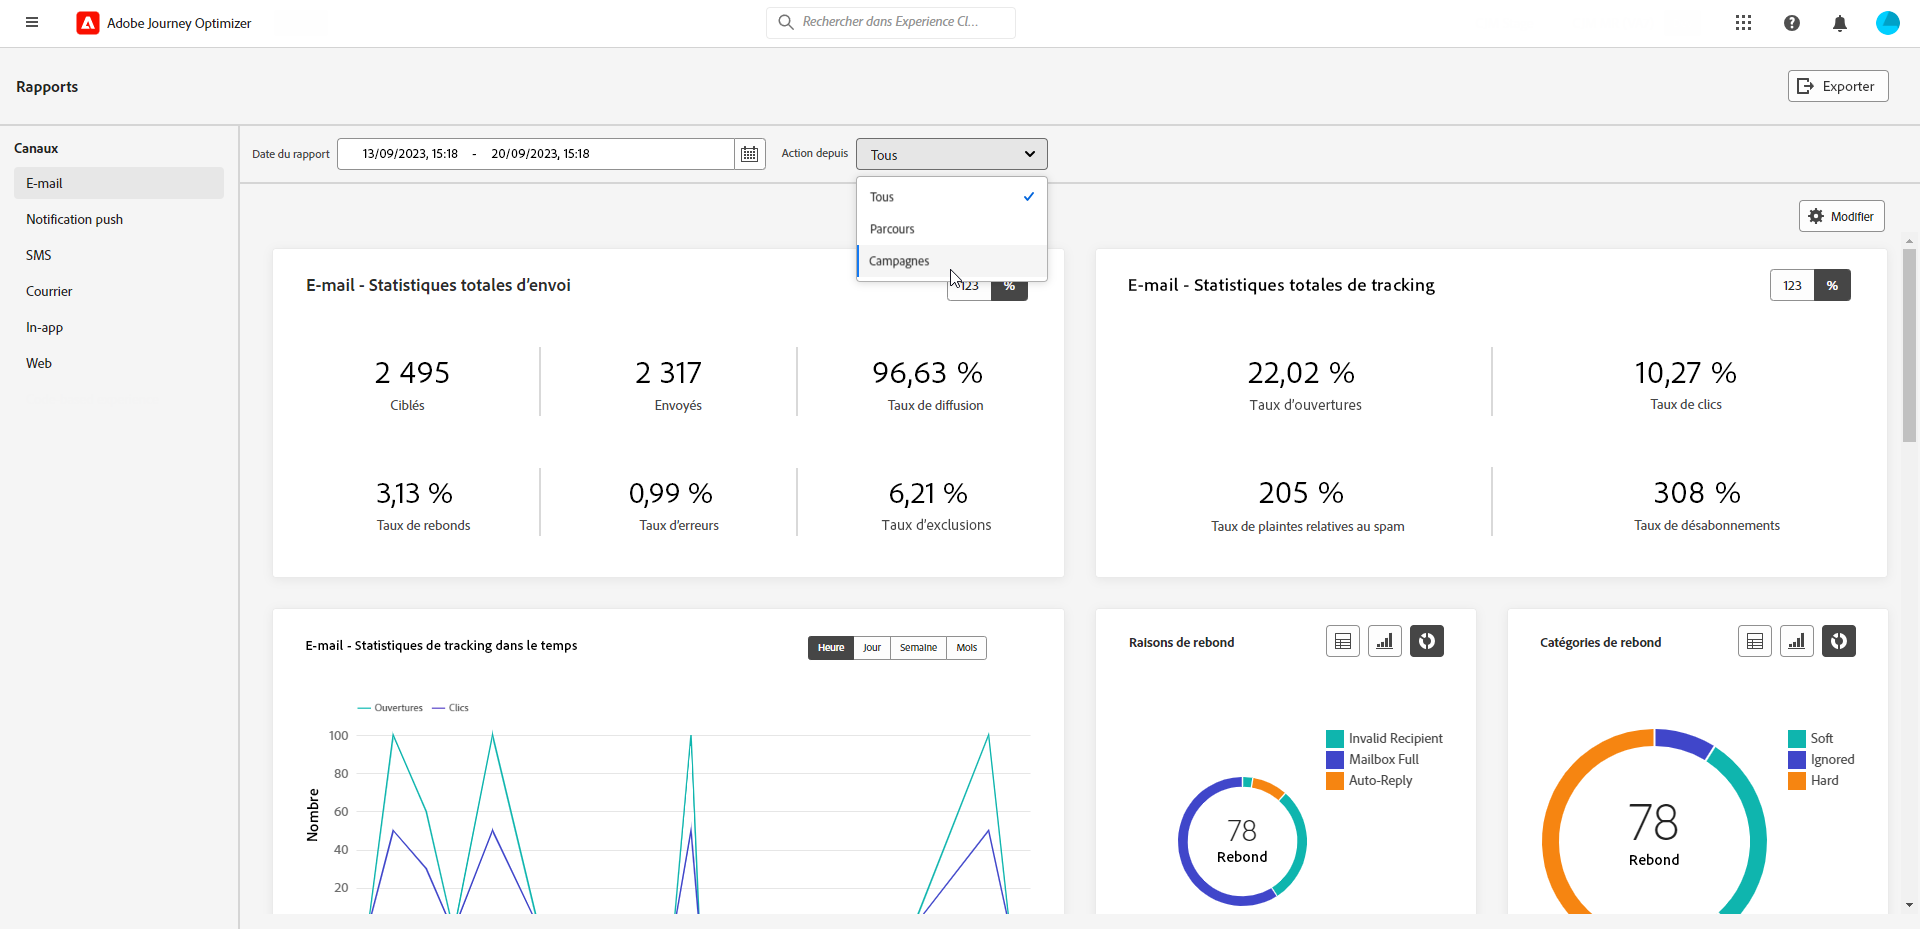 Adobe Journey Optimizer
Rechercher dans Experience Cl...
Rapports
Exporter
Canaux
E-mail
Notification push
SMS
Courrier
In-app
Web
Date du rapport
13/09/2023, 15:18 - 20/09/2023, 15:18
Action depuis
Tous
Tous
Parcours
Campagnes
Modifier
E-mail - Statistiques totales d'envoi
123 %
2 495
Ciblés
2 317
Envoyés
96,63 %
Taux de diffusion
3,13 %
Taux de rebonds
0,99 %
Taux d'erreurs
6,21 %
Taux d'exclusions
E-mail - Statistiques totales de tracking
123 %
22,02 %
Taux d'ouvertures
10,27 %
Taux de clics
205 %
Taux de plaintes relatives au spam
308 %
Taux de désabonnements
E-mail - Statistiques de tracking dans le temps
Heure Jour Semaine Mois
Ouvertures Clics
Nombre
100
80
60
40
20
Raisons de rebond
Invalid Recipient
Mailbox Full
Auto-Reply
78
Rebond
Catégories de rebond
Soft
Ignored
Hard
78
Rebond